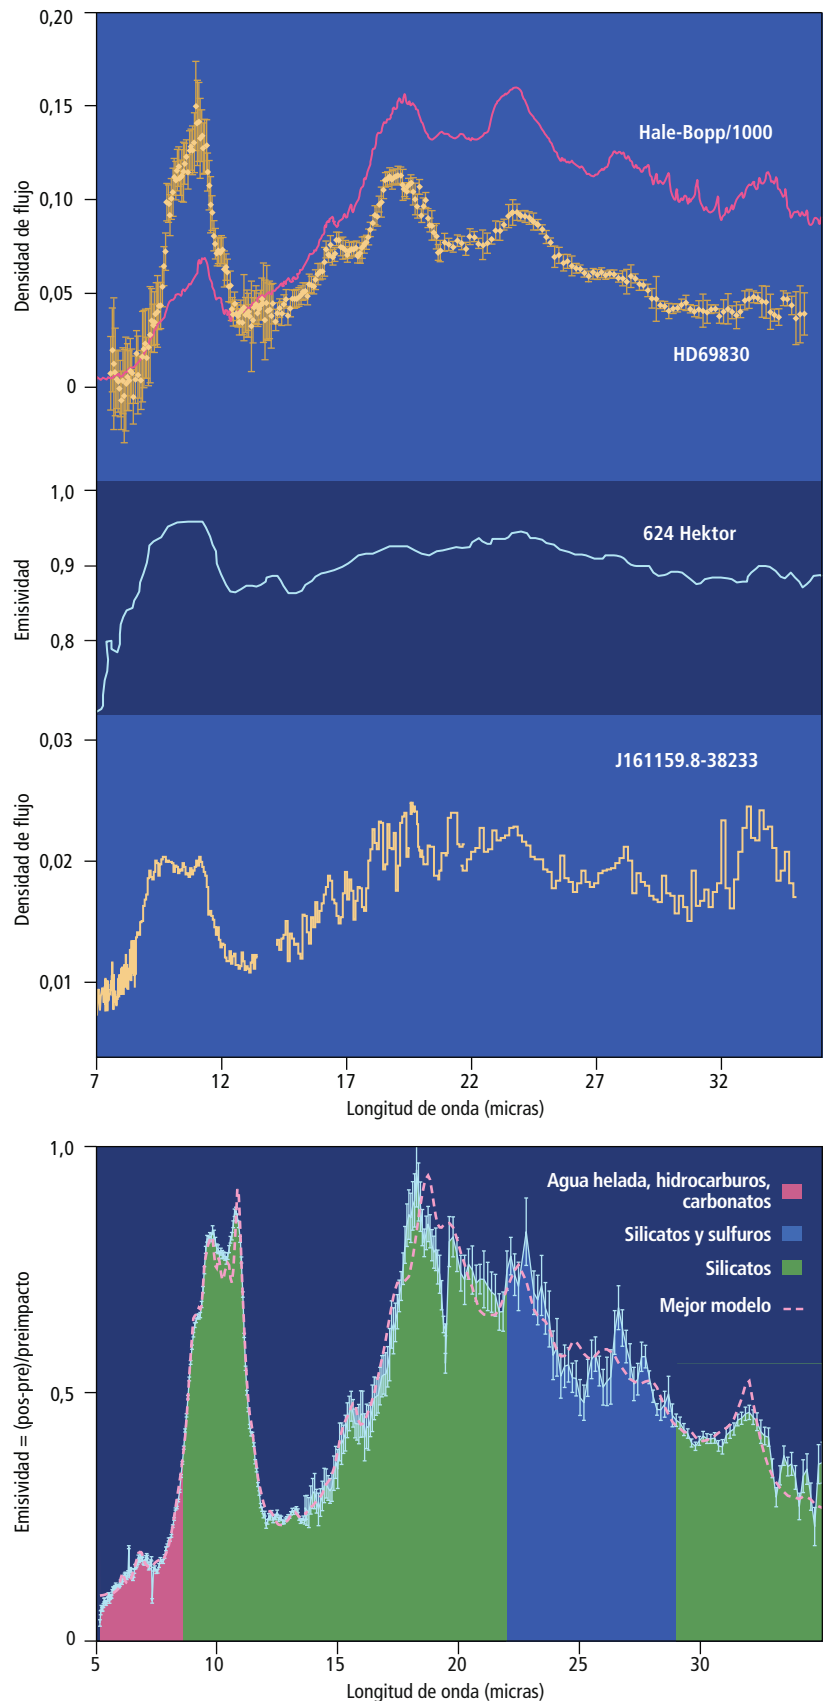 0,20
0,15
0,10
0,05
0
Densidad de flujo
Hale-Bopp/1000
HD69830
1,0
0,9
0,8
Emisividad
624 Hektor
0,03
0,02
0,01
Densidad de flujo
J161159.8-38233
7 12 17 22 27 32
Longitud de onda (micras)
1,0
0,5
0
Emisividad = (pos-pre)/preimpacto
Agua helada, hidrocarburos,
carbonatos
Silicatos y sulfuros
Silicatos
Mejor modelo
5 10 15 20 25 30
Longitud de onda (micras)